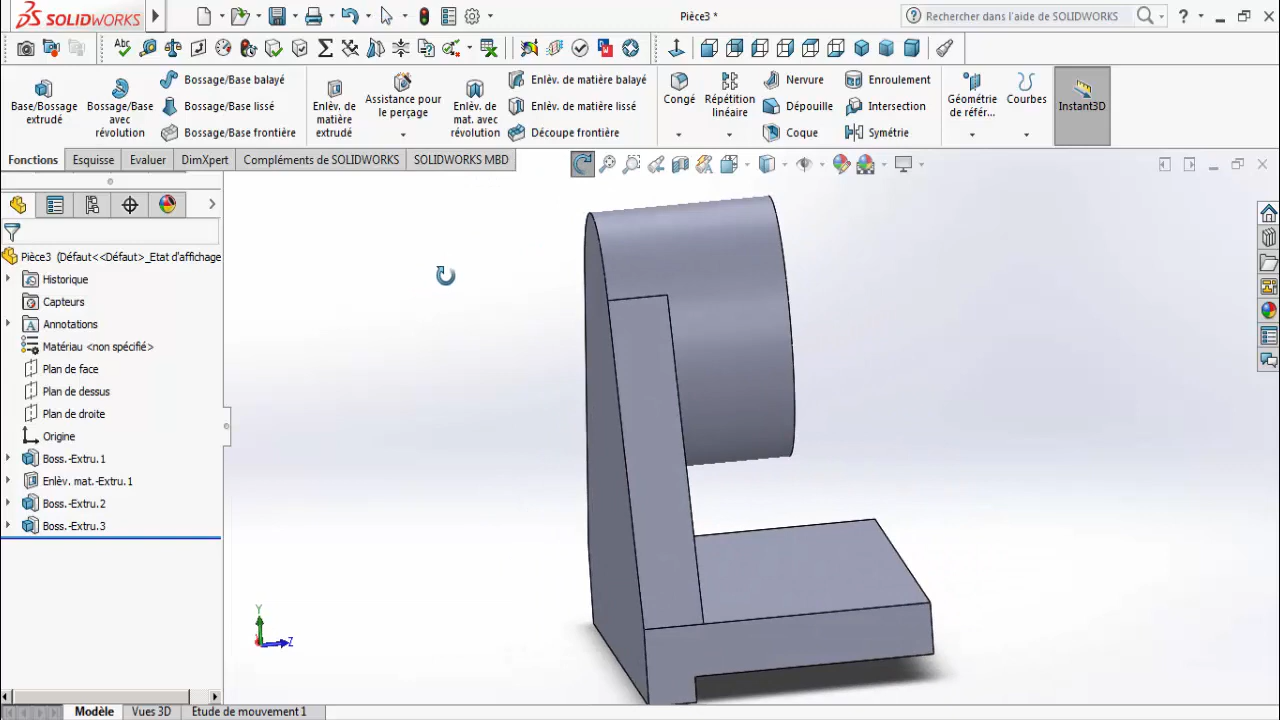 SOLIDWORKS
Pièce3 *
Rechercher dans l'aide de SOLIDWORKS
Base/Bossage extrudé
Bossage/Base avec révolution
Bossage/Base balayé
Bossage/Base lissé
Bossage/Base frontière
Enlèv. de matière extrudé
Assistance pour le perçage
Enlèv. de mat. avec révolution
Enlèv. de matière balayé
Enlèv. de matière lissé
Découpe frontière
Congé
Répétition linéaire
Nervure
Dépouille
Coque
Enroulement
Intersection
Symétrie
Géométrie de référ...
Courbes
Instant3D
Fonctions Esquisse Evaluer DimXpert Compléments de SOLIDWORKS SOLIDWORKS MBD
Pièce3 (Défaut<<Défaut>_Etat d'affichage
Historique
Capteurs
Annotations
Matériau <non spécifié>
Plan de face
Plan de dessus
Plan de droite
Origine
Boss.-Extru.1
Enlèv. mat.-Extru.1
Boss.-Extru.2
Boss.-Extru.3
Y
Z
Modèle Vues 3D Etude de mouvement 1